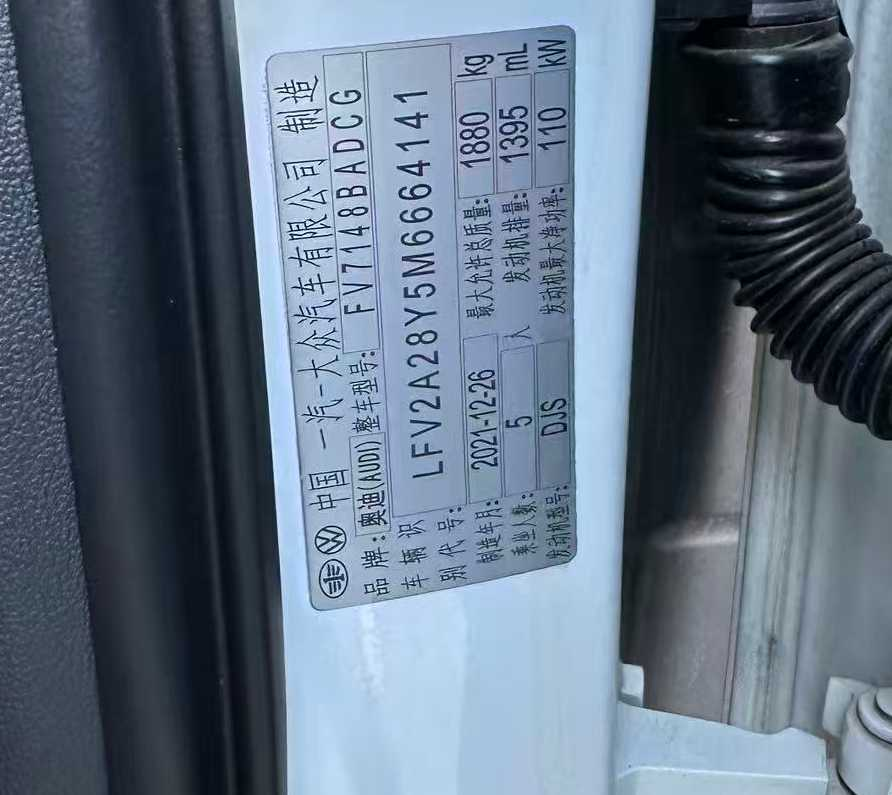 中国 一汽-大众汽车有限公司 制造
品牌:奥迪(AUDI) 整车型号: FV7148BADCG
车辆识别代号: LFV2A28Y5M6664141
制造年月: 2021-12-26 最大允许总质量: 1880 kg
乘坐人数: 5 人 发动机排量: 1395 mL
发动机型号: DJS 发动机最大净功率: 110 kW